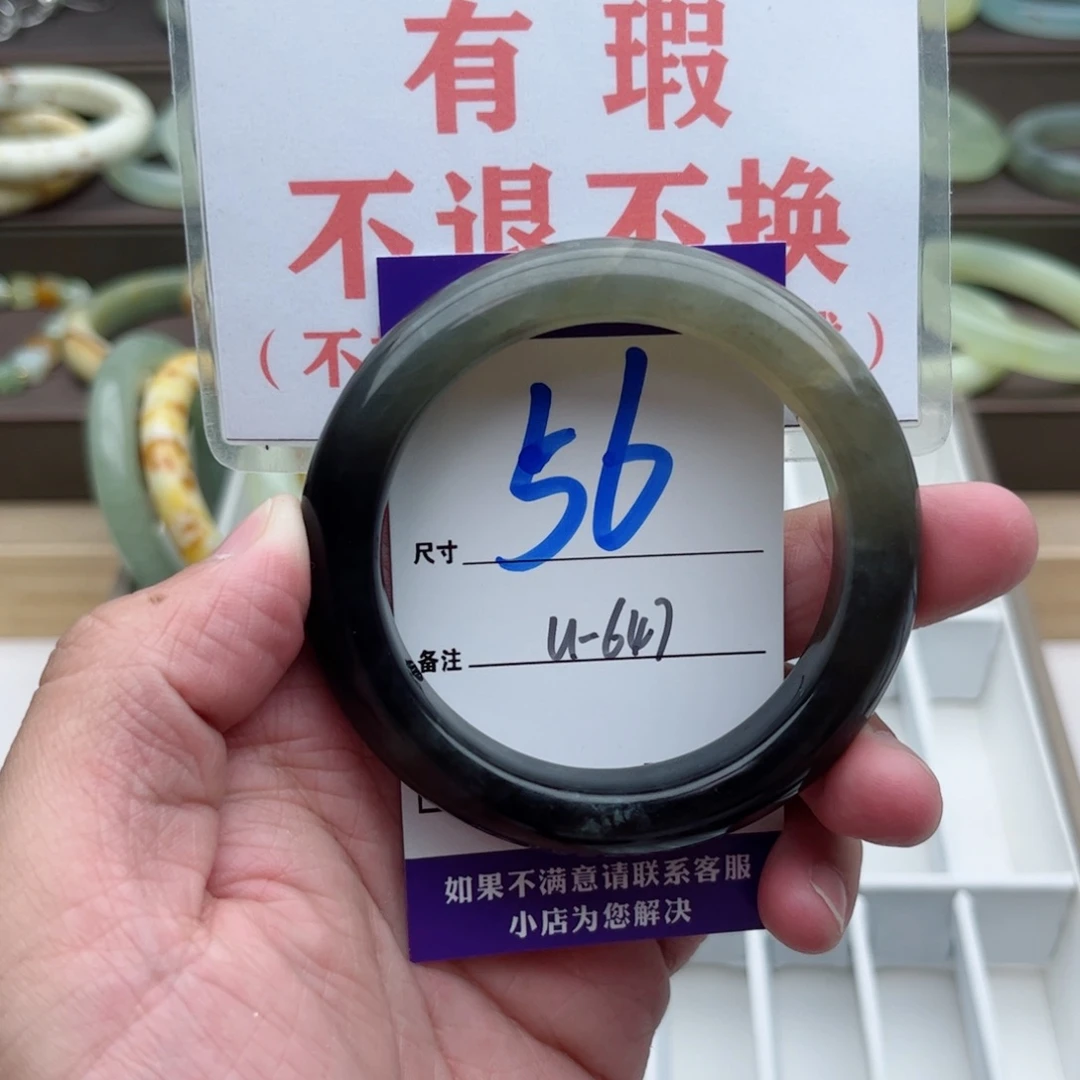 有瑕
不退不换
（不
）
56
尺寸
u-647
备注
如果不满意请联系客服
小店为您解决